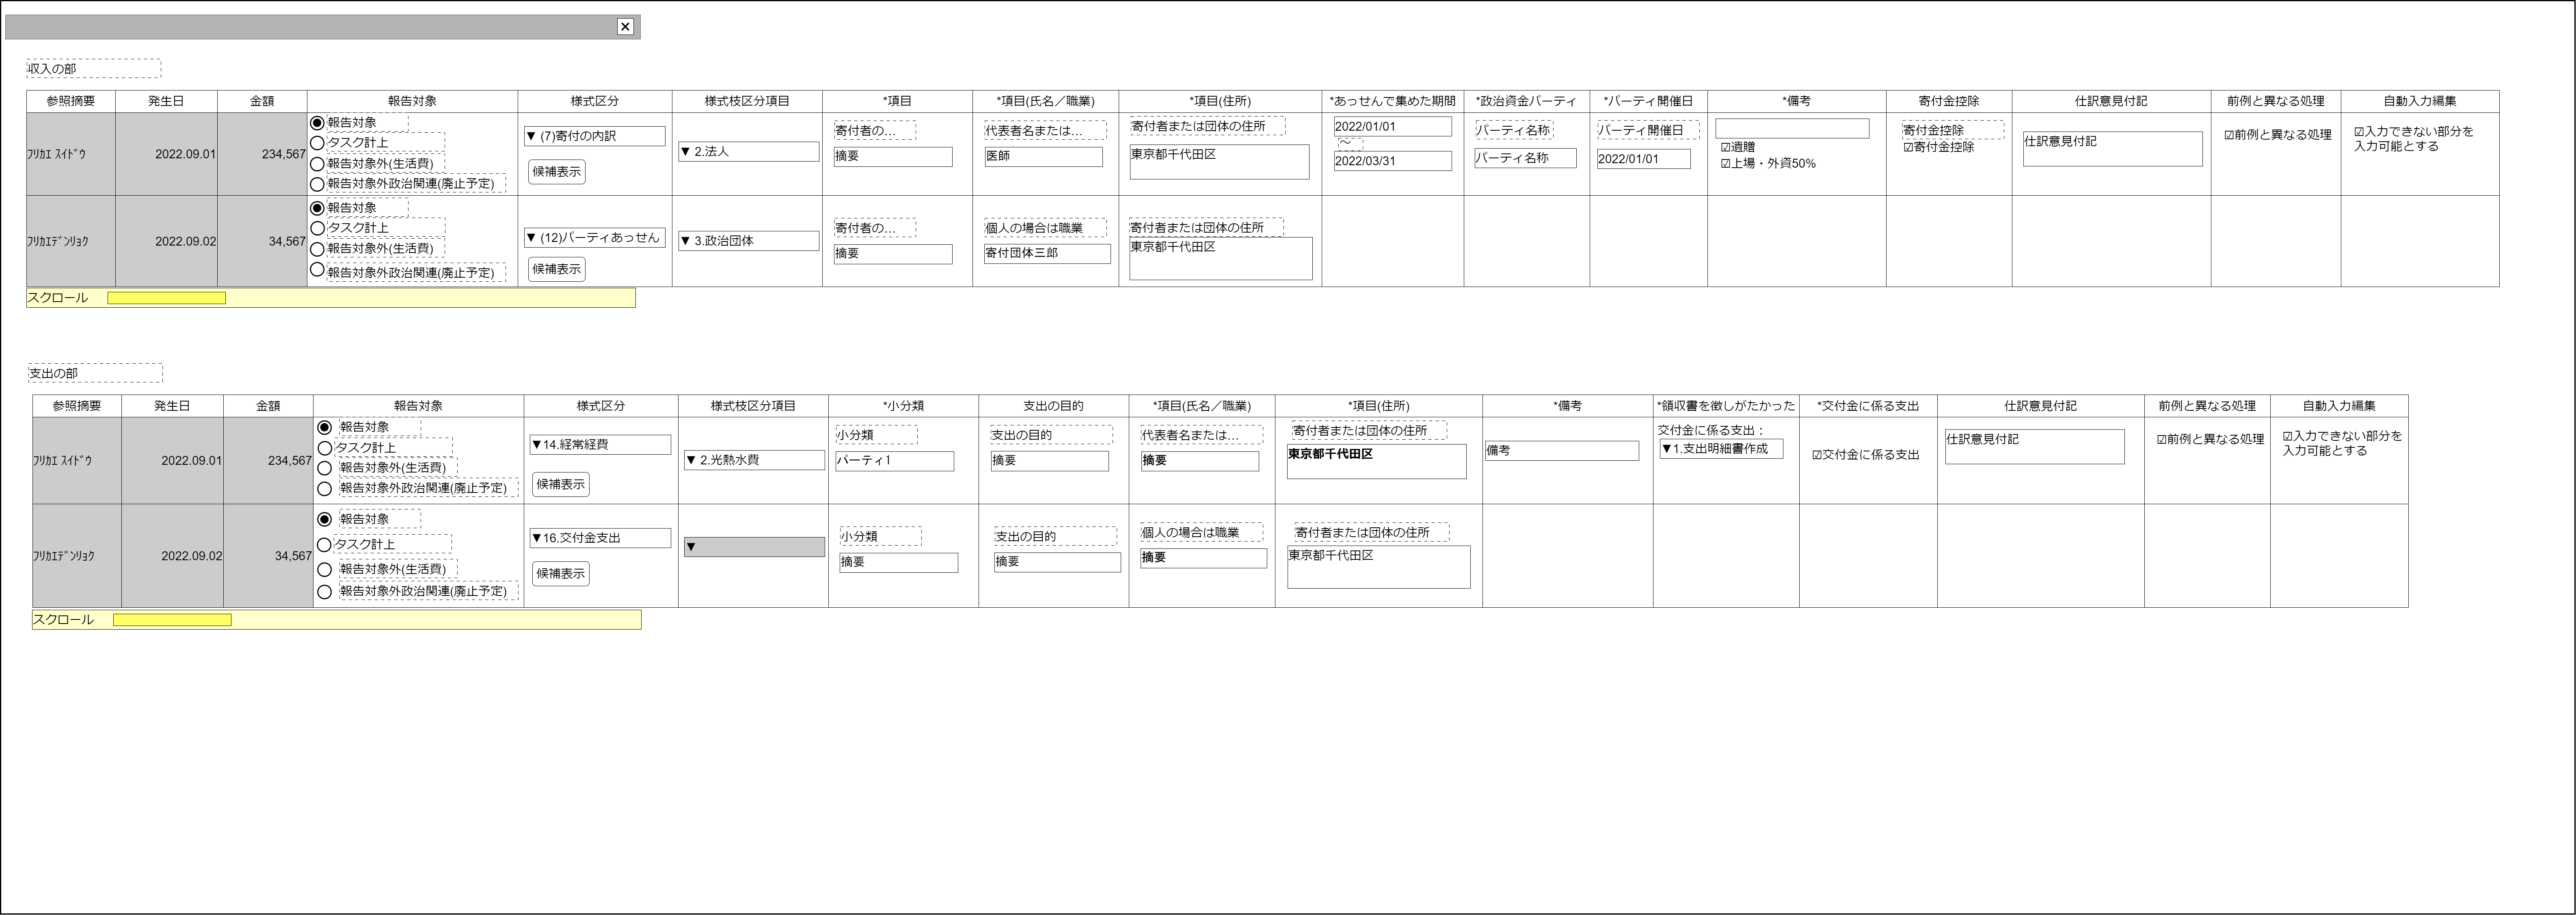 ×
収入の部
参照摘要 発生日 金額 報告対象 様式区分 様式枝区分項目 *項目 *項目(氏名／職業) *項目(住所) *あっせんで集めた期間 *政治資金パーティ *パーティ開催日 *備考 寄付金控除 仕訳意見付記 前例と異なる処理 自動入力編集
ﾌﾘｶｴ ｽｲﾄﾞｳ 2022.09.01 234,567
報告対象
タスク計上
報告対象外(生活費)
報告対象外政治関連(廃止予定)
▼ (7)寄付の内訳
候補表示
▼ 2.法人
寄付者の...
摘要
代表者名または...
医師
寄付者または団体の住所
東京都千代田区
2022/01/01
～
2022/03/31
パーティ名称
パーティ名称
パーティ開催日
2022/01/01
☑遺贈
☑上場・外資50%
寄付金控除
☑寄付金控除
仕訳意見付記
☑前例と異なる処理
☑入力できない部分を
入力可能とする
ﾌﾘｶｴﾃﾞﾝﾘｮｸ 2022.09.02 34,567
報告対象
タスク計上
報告対象外(生活費)
報告対象外政治関連(廃止予定)
▼ (12)パーティあっせん
候補表示
▼ 3.政治団体
寄付者の...
摘要
個人の場合は職業
寄付団体三郎
寄付者または団体の住所
東京都千代田区
スクロール
支出の部
参照摘要 発生日 金額 報告対象 様式区分 様式枝区分項目 *小分類 支出の目的 *項目(氏名／職業) *項目(住所) *備考 *領収書を徴しがたかった *交付金に係る支出 仕訳意見付記 前例と異なる処理 自動入力編集
ﾌﾘｶｴ ｽｲﾄﾞｳ 2022.09.01 234,567
報告対象
タスク計上
報告対象外(生活費)
報告対象外政治関連(廃止予定)
▼14.経常経費
候補表示
▼ 2.光熱水費
小分類
パーティ1
支出の目的
摘要
代表者名または...
摘要
寄付者または団体の住所
東京都千代田区
備考
交付金に係る支出：
▼1.支出明細書作成
☑交付金に係る支出
仕訳意見付記
☑前例と異なる処理
☑入力できない部分を
入力可能とする
ﾌﾘｶｴﾃﾞﾝﾘｮｸ 2022.09.02 34,567
報告対象
タスク計上
報告対象外(生活費)
報告対象外政治関連(廃止予定)
▼16.交付金支出
候補表示
▼
小分類
摘要
支出の目的
摘要
個人の場合は職業
摘要
寄付者または団体の住所
東京都千代田区
スクロール